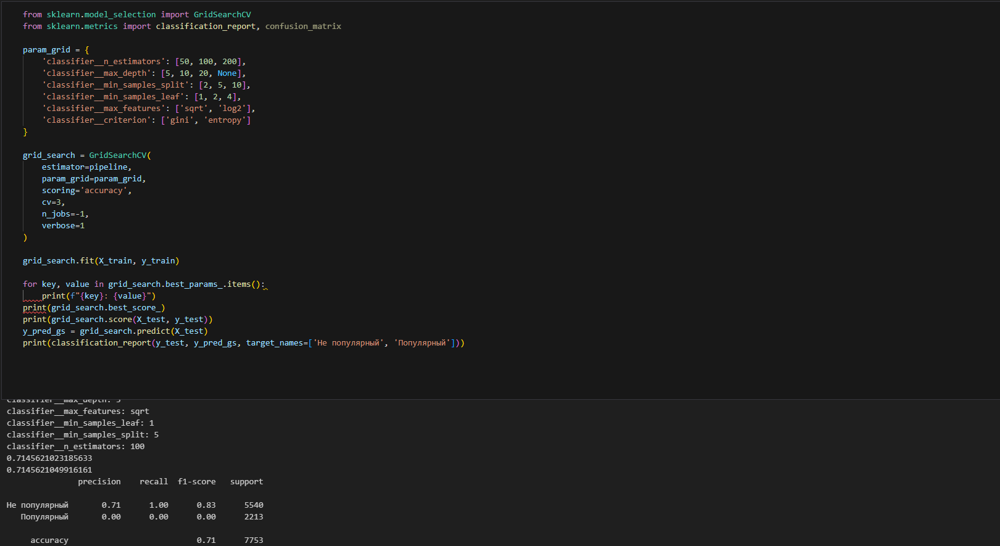 from sklearn.model_selection import GridSearchCV
from sklearn.metrics import classification_report, confusion_matrix
param_grid = {
    'classifier__n_estimators': [50, 100, 200],
    'classifier__max_depth': [5, 10, 20, None],
    'classifier__min_samples_split': [2, 5, 10],
    'classifier__min_samples_leaf': [1, 2, 4],
    'classifier__max_features': ['sqrt', 'log2'],
    'classifier__criterion': ['gini', 'entropy']
}
grid_search = GridSearchCV(
    estimator=pipeline,
    param_grid=param_grid,
    scoring='accuracy',
    cv=3,
    n_jobs=-1,
    verbose=1
)
grid_search.fit(X_train, y_train)
for key, value in grid_search.best_params_.items():
    print(f"{key}: {value}")
print(grid_search.best_score_)
print(grid_search.score(X_test, y_test))
y_pred_gs = grid_search.predict(X_test)
print(classification_report(y_test, y_pred_gs, target_names=['Не популярный', 'Популярный']))
classifier__max_depth: 5
classifier__max_features: sqrt
classifier__min_samples_leaf: 1
classifier__min_samples_split: 5
classifier__n_estimators: 100
0.7145621023185633
0.7145621049916161
precision recall f1-score support
Не популярный 0.71 1.00 0.83 5540
Популярный 0.00 0.00 0.00 2213
accuracy 0.71 7753